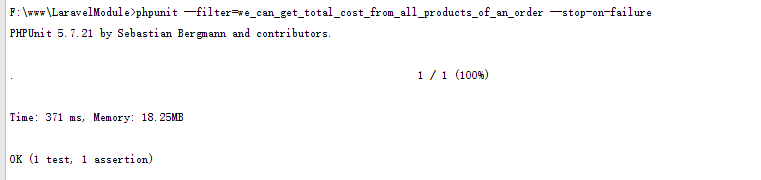 F:\www\LaravelModule>phpunit --filter=we_can_get_total_cost_from_all_products_of_an_order --stop-on-failure
PHPUnit 5.7.21 by Sebastian Bergmann and contributors.
. 1 / 1 (100%)
Time: 371 ms, Memory: 18.25MB
OK (1 test, 1 assertion)